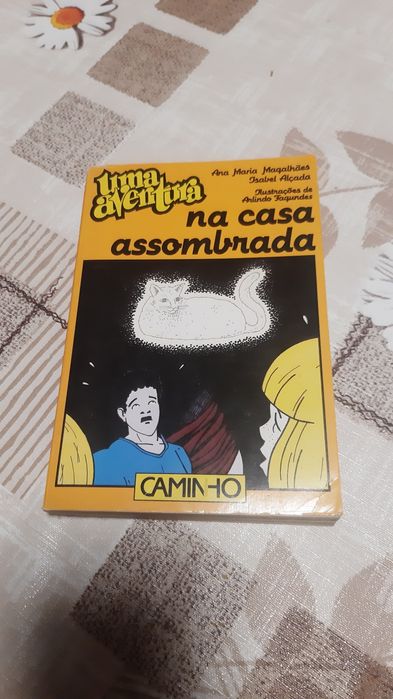 uma
aventura
Ana Maria Magalhães
Isabel Alçada
Ilustrações de
Arlindo Fagundes
na casa
assombrada
CAMINHO